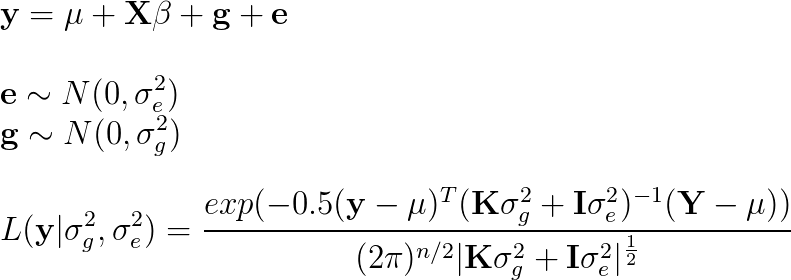 y = μ + Xβ + g + e
e ∼ N(0, σ_e^2)
g ∼ N(0, σ_g^2)
L(y|σ_g^2, σ_e^2) = exp(−0.5(y − μ)^T(Kσ_g^2 + Iσ_e^2)^{−1}(Y − μ)) / (2π)^{n/2}|Kσ_g^2 + Iσ_e^2|^{1/2}